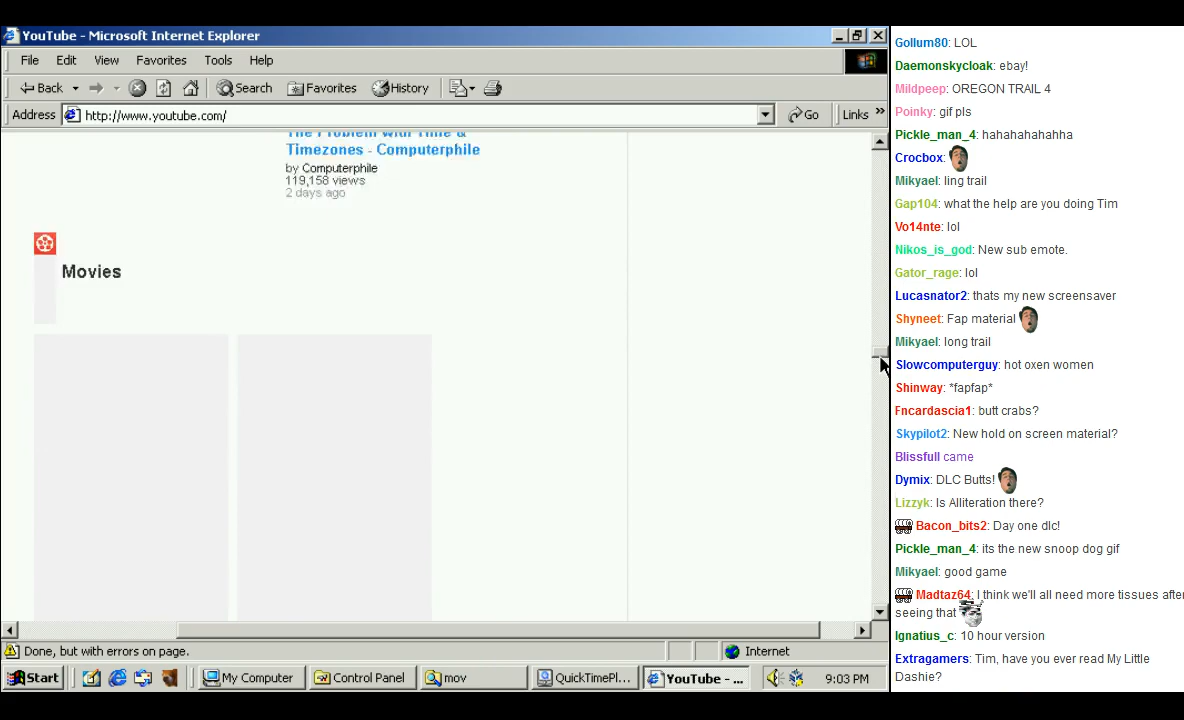 YouTube - Microsoft Internet Explorer
File Edit View Favorites Tools Help
Back Search Favorites History
Address http://www.youtube.com/ Go Links »
The Problem with Time &
Timezones - Computerphile
by Computerphile
119,158 views
2 days ago
Movies
Done, but with errors on page. Internet
Start My Computer Control Panel mov QuickTimePl... YouTube - ... 9:03 PM
Gollum80: LOL
Daemonskycloak: ebay!
Mildpeep: OREGON TRAIL 4
Poinky: gif pls
Pickle_man_4: hahahahahha
Crocbox:
Mikyael: ling trail
Gap104: what the help are you doing Tim
Vo14nte: lol
Nikos_is_god: New sub emote.
Gator_rage: lol
Lucasnator2: thats my new screensaver
Shyneet: Fap material
Mikyael: long trail
Slowcomputerguy: hot oxen women
Shinway: *fapfap*
Fncardascia1: butt crabs?
Skypilot2: New hold on screen material?
Blissfull came
Dymix: DLC Butts!
Lizzyk: Is Alliteration there?
Bacon_bits2: Day one dlc!
Pickle_man_4: its the new snoop dog gif
Mikyael: good game
Madtaz64: I think we'll all need more tissues after
seeing that
Ignatius_c: 10 hour version
Extragamers: Tim, have you ever read My Little
Dashie?